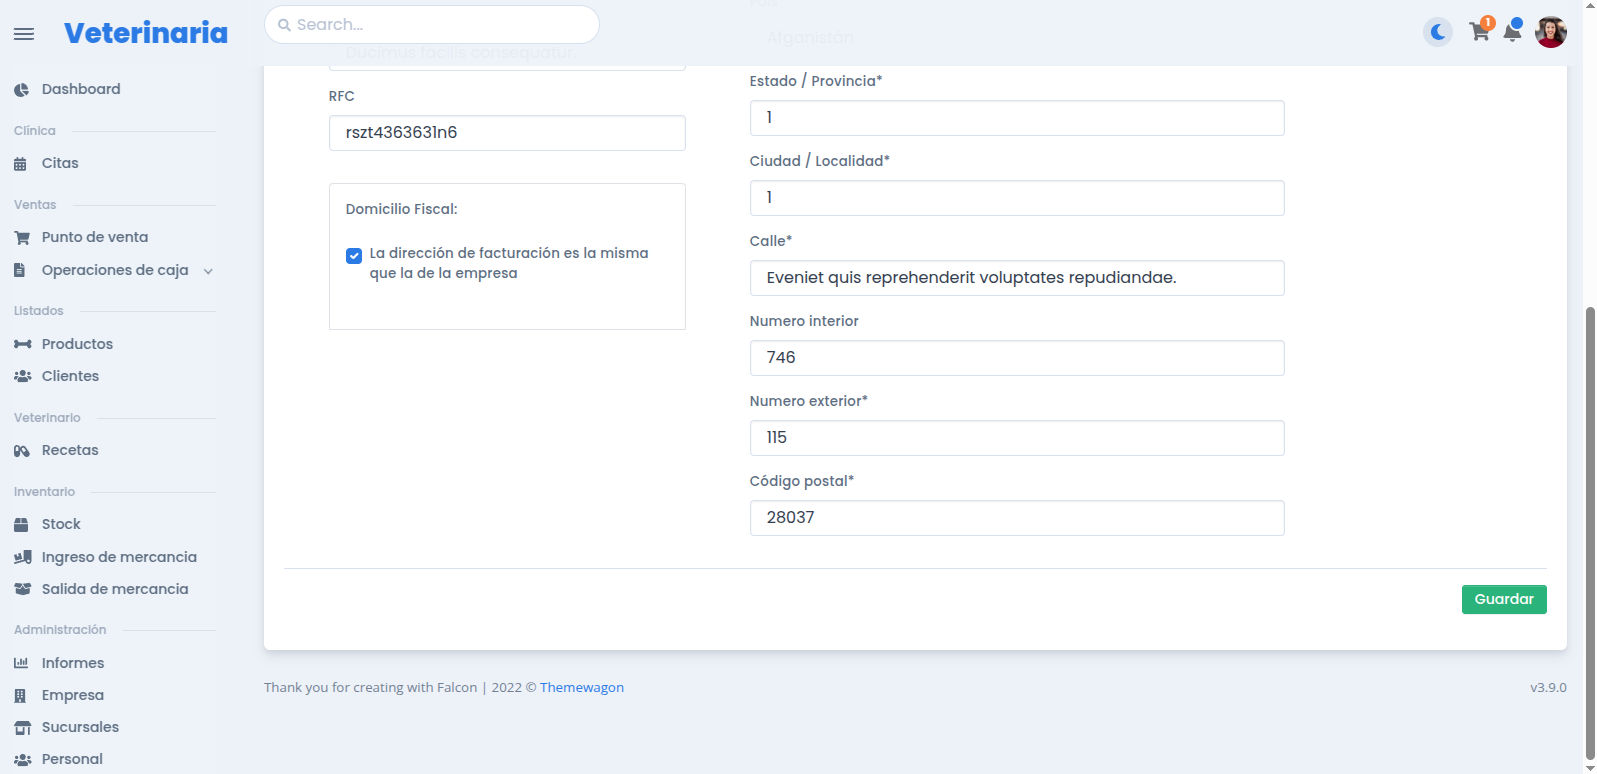 Veterinaria
Search...
País
1
Ducimus facilis consequatur.
Afganistán
Dashboard
Clínica
Citas
Ventas
Punto de venta
Operaciones de caja
Listados
Productos
Clientes
Veterinario
Recetas
Inventario
Stock
Ingreso de mercancia
Salida de mercancia
Administración
Informes
Empresa
Sucursales
Personal
RFC
rszt4363631n6
Domicilio Fiscal:
La dirección de facturación es la misma
que la de la empresa
Estado / Provincia*
1
Ciudad / Localidad*
1
Calle*
Eveniet quis reprehenderit voluptates repudiandae.
Numero interior
746
Numero exterior*
115
Código postal*
28037
Guardar
Thank you for creating with Falcon | 2022 © Themewagon
v3.9.0